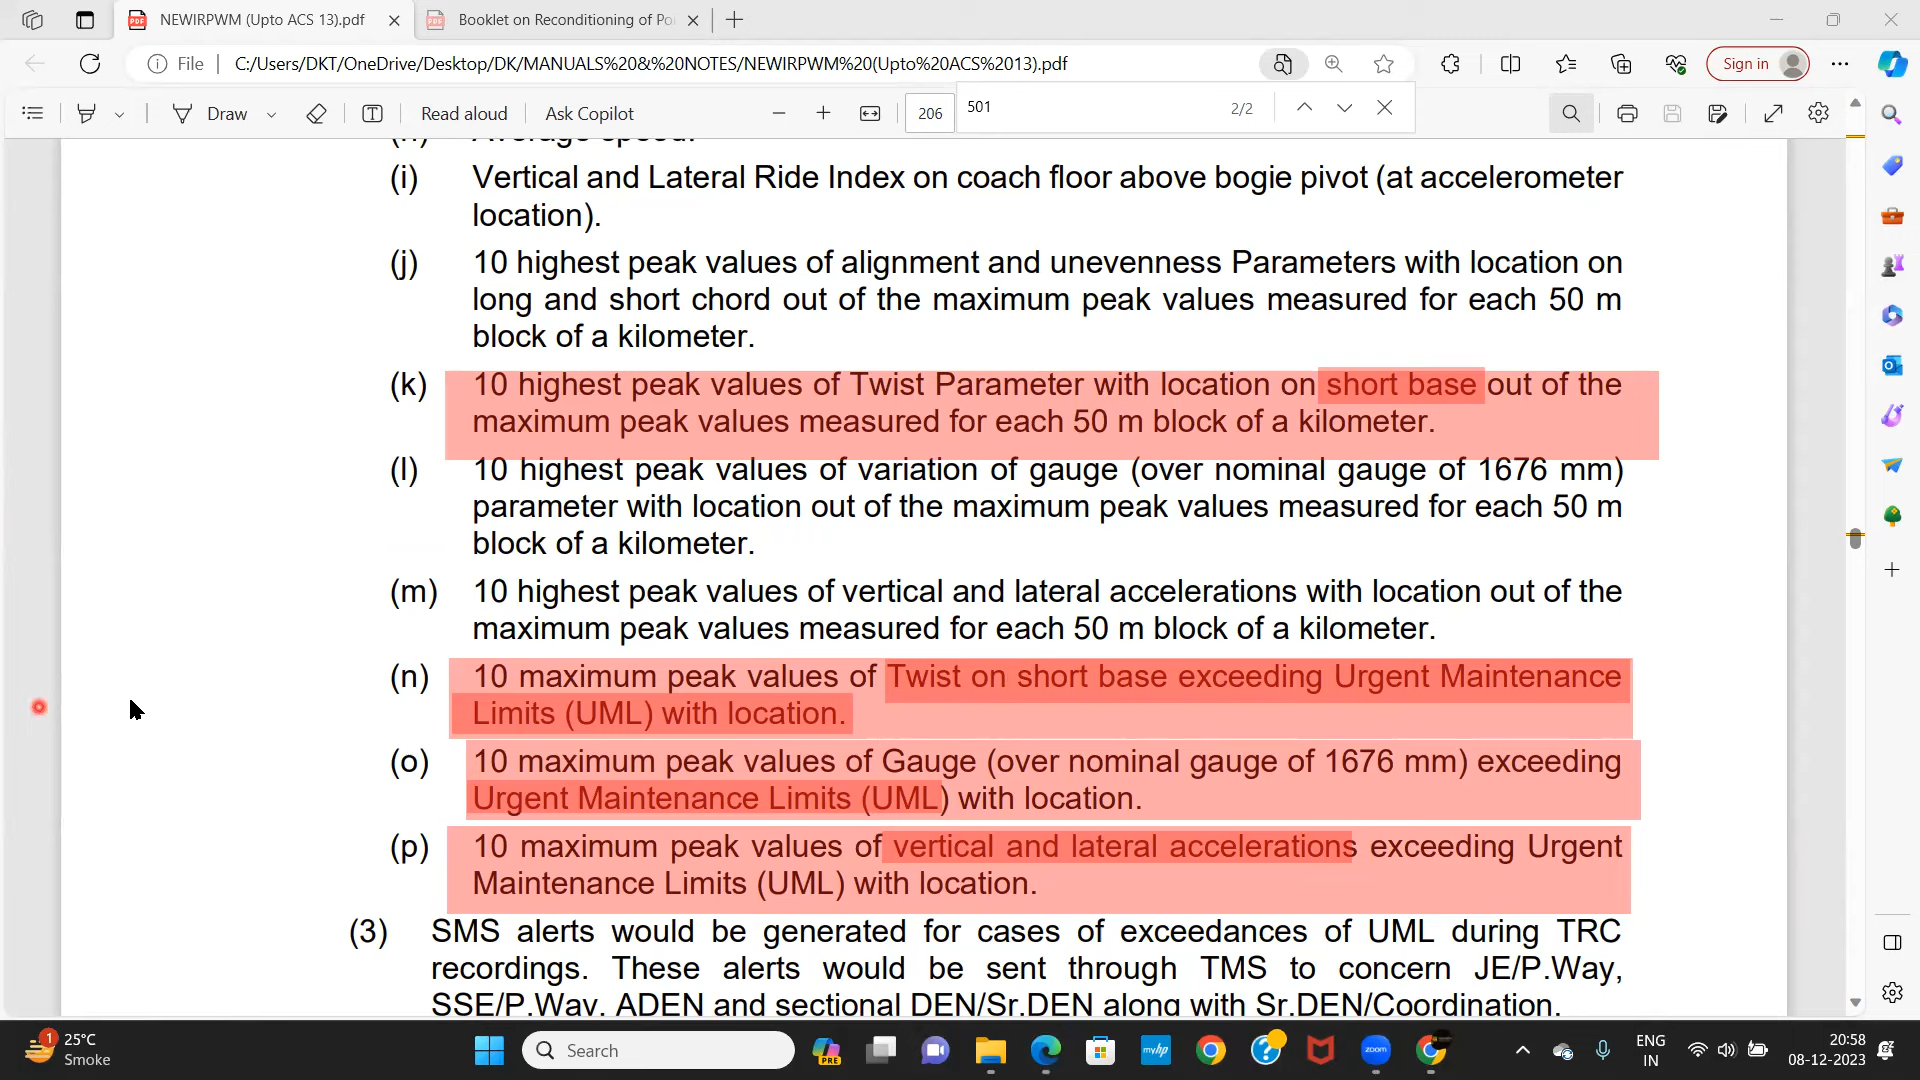 NEWIRPWM (Upto ACS 13).pdf
Booklet on Reconditioning of Poi
File
C:/Users/DKT/OneDrive/Desktop/DK/MANUALS%20&%20NOTES/NEWIRPWM%20(Upto%20ACS%2013).pdf
Sign in
Draw
Read aloud
Ask Copilot
206
501
2/2
(i) Vertical and Lateral Ride Index on coach floor above bogie pivot (at accelerometer
location).
(j) 10 highest peak values of alignment and unevenness Parameters with location on
long and short chord out of the maximum peak values measured for each 50 m
block of a kilometer.
(k) 10 highest peak values of Twist Parameter with location on short base out of the
maximum peak values measured for each 50 m block of a kilometer.
(l) 10 highest peak values of variation of gauge (over nominal gauge of 1676 mm)
parameter with location out of the maximum peak values measured for each 50 m
block of a kilometer.
(m) 10 highest peak values of vertical and lateral accelerations with location out of the
maximum peak values measured for each 50 m block of a kilometer.
(n) 10 maximum peak values of Twist on short base exceeding Urgent Maintenance
Limits (UML) with location.
(o) 10 maximum peak values of Gauge (over nominal gauge of 1676 mm) exceeding
Urgent Maintenance Limits (UML) with location.
(p) 10 maximum peak values of vertical and lateral accelerations exceeding Urgent
Maintenance Limits (UML) with location.
(3) SMS alerts would be generated for cases of exceedances of UML during TRC
recordings. These alerts would be sent through TMS to concern JE/P.Way,
SSE/P.Way, ADEN and sectional DEN/Sr.DEN along with Sr.DEN/Coordination.
1
25°C
Smoke
Search
PRE
myhp
zoom
ENG
IN
20:58
08-12-2023